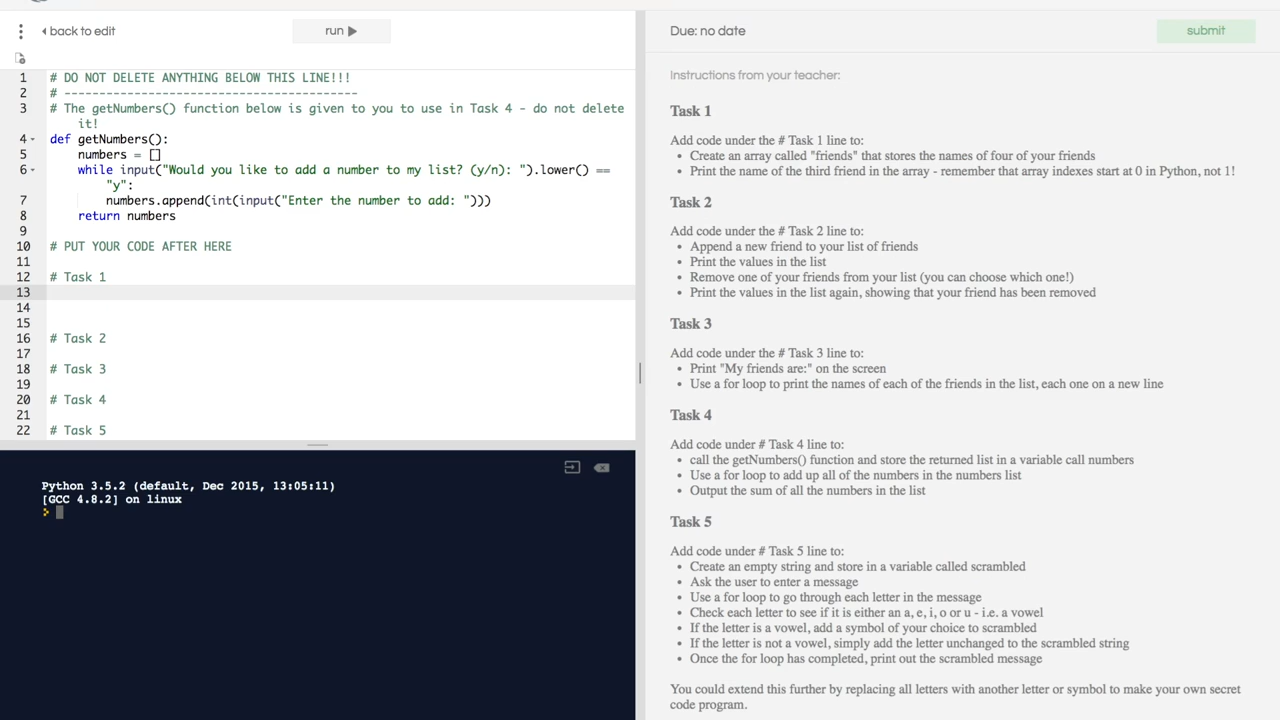 back to edit
run
1 # DO NOT DELETE ANYTHING BELOW THIS LINE!!!
2 # ------------------------------------------
3 # The getNumbers() function below is given to you to use in Task 4 - do not delete
it!
4 def getNumbers():
5 numbers = []
6 while input("Would you like to add a number to my list? (y/n): ").lower() ==
"y":
7 numbers.append(int(input("Enter the number to add: ")))
8 return numbers
9
10 # PUT YOUR CODE AFTER HERE
11
12 # Task 1
13
14
15
16 # Task 2
17
18 # Task 3
19
20 # Task 4
21
22 # Task 5
Python 3.5.2 (default, Dec 2015, 13:05:11)
[GCC 4.8.2] on linux
Due: no date
submit
Instructions from your teacher:
Task 1
Add code under the # Task 1 line to:
• Create an array called "friends" that stores the names of four of your friends
• Print the name of the third friend in the array - remember that array indexes start at 0 in Python, not 1!
Task 2
Add code under the # Task 2 line to:
• Append a new friend to your list of friends
• Print the values in the list
• Remove one of your friends from your list (you can choose which one!)
• Print the values in the list again, showing that your friend has been removed
Task 3
Add code under the # Task 3 line to:
• Print "My friends are:" on the screen
• Use a for loop to print the names of each of the friends in the list, each one on a new line
Task 4
Add code under # Task 4 line to:
• call the getNumbers() function and store the returned list in a variable call numbers
• Use a for loop to add up all of the numbers in the numbers list
• Output the sum of all the numbers in the list
Task 5
Add code under # Task 5 line to:
• Create an empty string and store in a variable called scrambled
• Ask the user to enter a message
• Use a for loop to go through each letter in the message
• Check each letter to see if it is either an a, e, i, o or u - i.e. a vowel
• If the letter is a vowel, add a symbol of your choice to scrambled
• If the letter is not a vowel, simply add the letter unchanged to the scrambled string
• Once the for loop has completed, print out the scrambled message
You could extend this further by replacing all letters with another letter or symbol to make your own secret
code program.